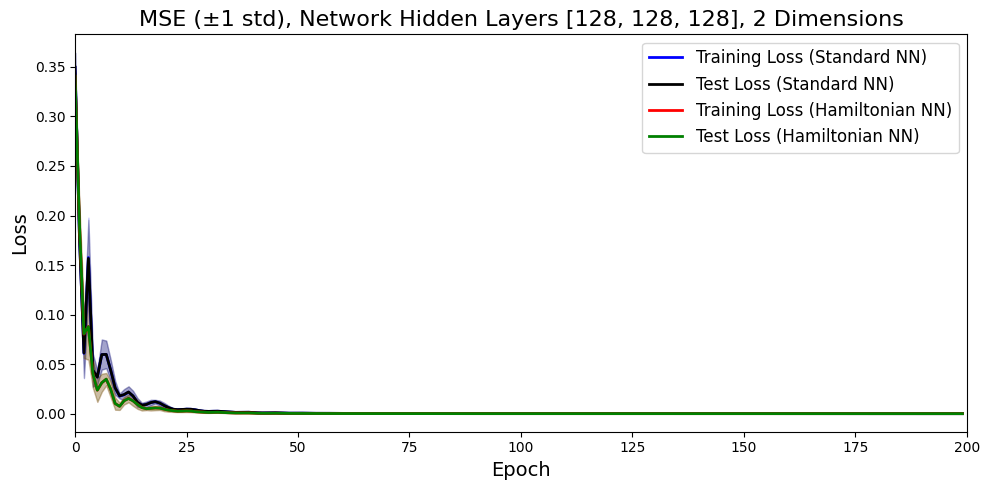 MSE (±1 std), Network Hidden Layers [128, 128, 128], 2 Dimensions
Training Loss (Standard NN)
Test Loss (Standard NN)
Training Loss (Hamiltonian NN)
Test Loss (Hamiltonian NN)
Loss
0.35
0.30
0.25
0.20
0.15
0.10
0.05
0.00
0 25 50 75 100 125 150 175 200
Epoch